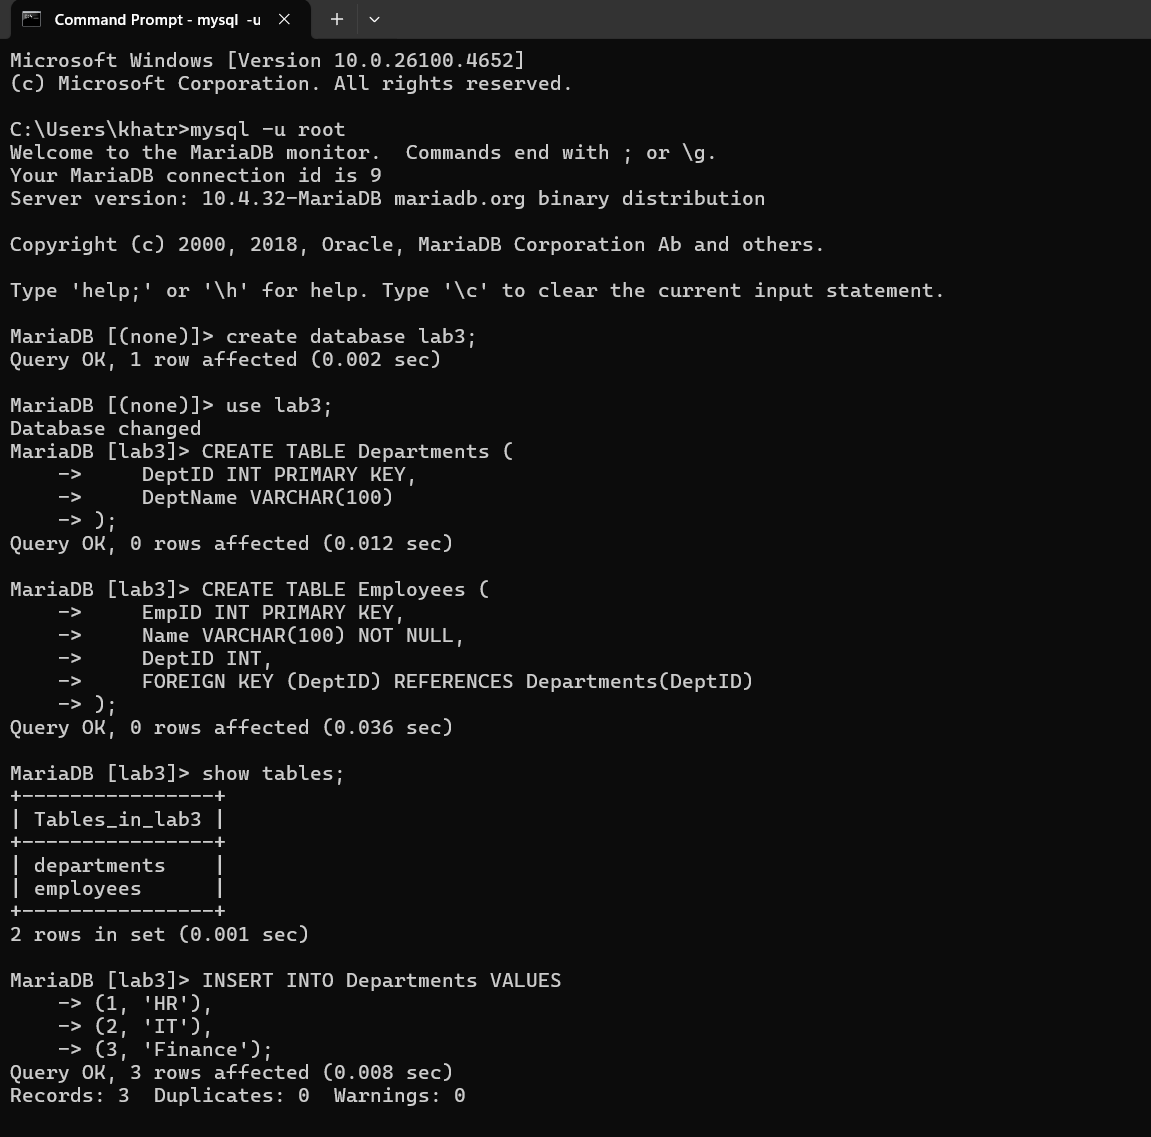 Command Prompt - mysql  -u
Microsoft Windows [Version 10.0.26100.4652]
(c) Microsoft Corporation. All rights reserved.
C:\Users\khatr>mysql -u root
Welcome to the MariaDB monitor.  Commands end with ; or \g.
Your MariaDB connection id is 9
Server version: 10.4.32-MariaDB mariadb.org binary distribution
Copyright (c) 2000, 2018, Oracle, MariaDB Corporation Ab and others.
Type 'help;' or '\h' for help. Type '\c' to clear the current input statement.
MariaDB [(none)]> create database lab3;
Query OK, 1 row affected (0.002 sec)
MariaDB [(none)]> use lab3;
Database changed
MariaDB [lab3]> CREATE TABLE Departments (
    ->     DeptID INT PRIMARY KEY,
    ->     DeptName VARCHAR(100)
    -> );
Query OK, 0 rows affected (0.012 sec)
MariaDB [lab3]> CREATE TABLE Employees (
    ->     EmpID INT PRIMARY KEY,
    ->     Name VARCHAR(100) NOT NULL,
    ->     DeptID INT,
    ->     FOREIGN KEY (DeptID) REFERENCES Departments(DeptID)
    -> );
Query OK, 0 rows affected (0.036 sec)
MariaDB [lab3]> show tables;
+----------------+
| Tables_in_lab3 |
+----------------+
| departments    |
| employees      |
+----------------+
2 rows in set (0.001 sec)
MariaDB [lab3]> INSERT INTO Departments VALUES
    -> (1, 'HR'),
    -> (2, 'IT'),
    -> (3, 'Finance');
Query OK, 3 rows affected (0.008 sec)
Records: 3  Duplicates: 0  Warnings: 0